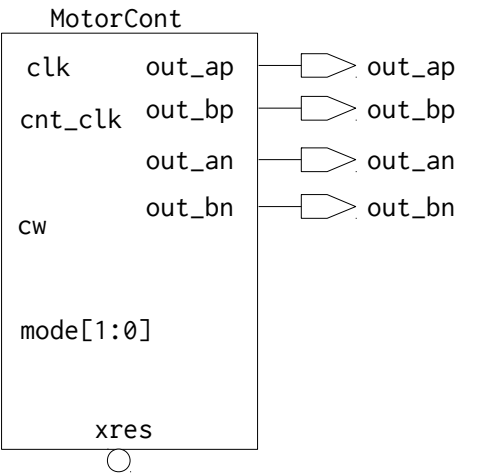 MotorCont
clk out_ap out_ap
cnt_clk out_bp out_bp
out_an out_an
out_bn out_bn
cw
mode[1:0]
xres